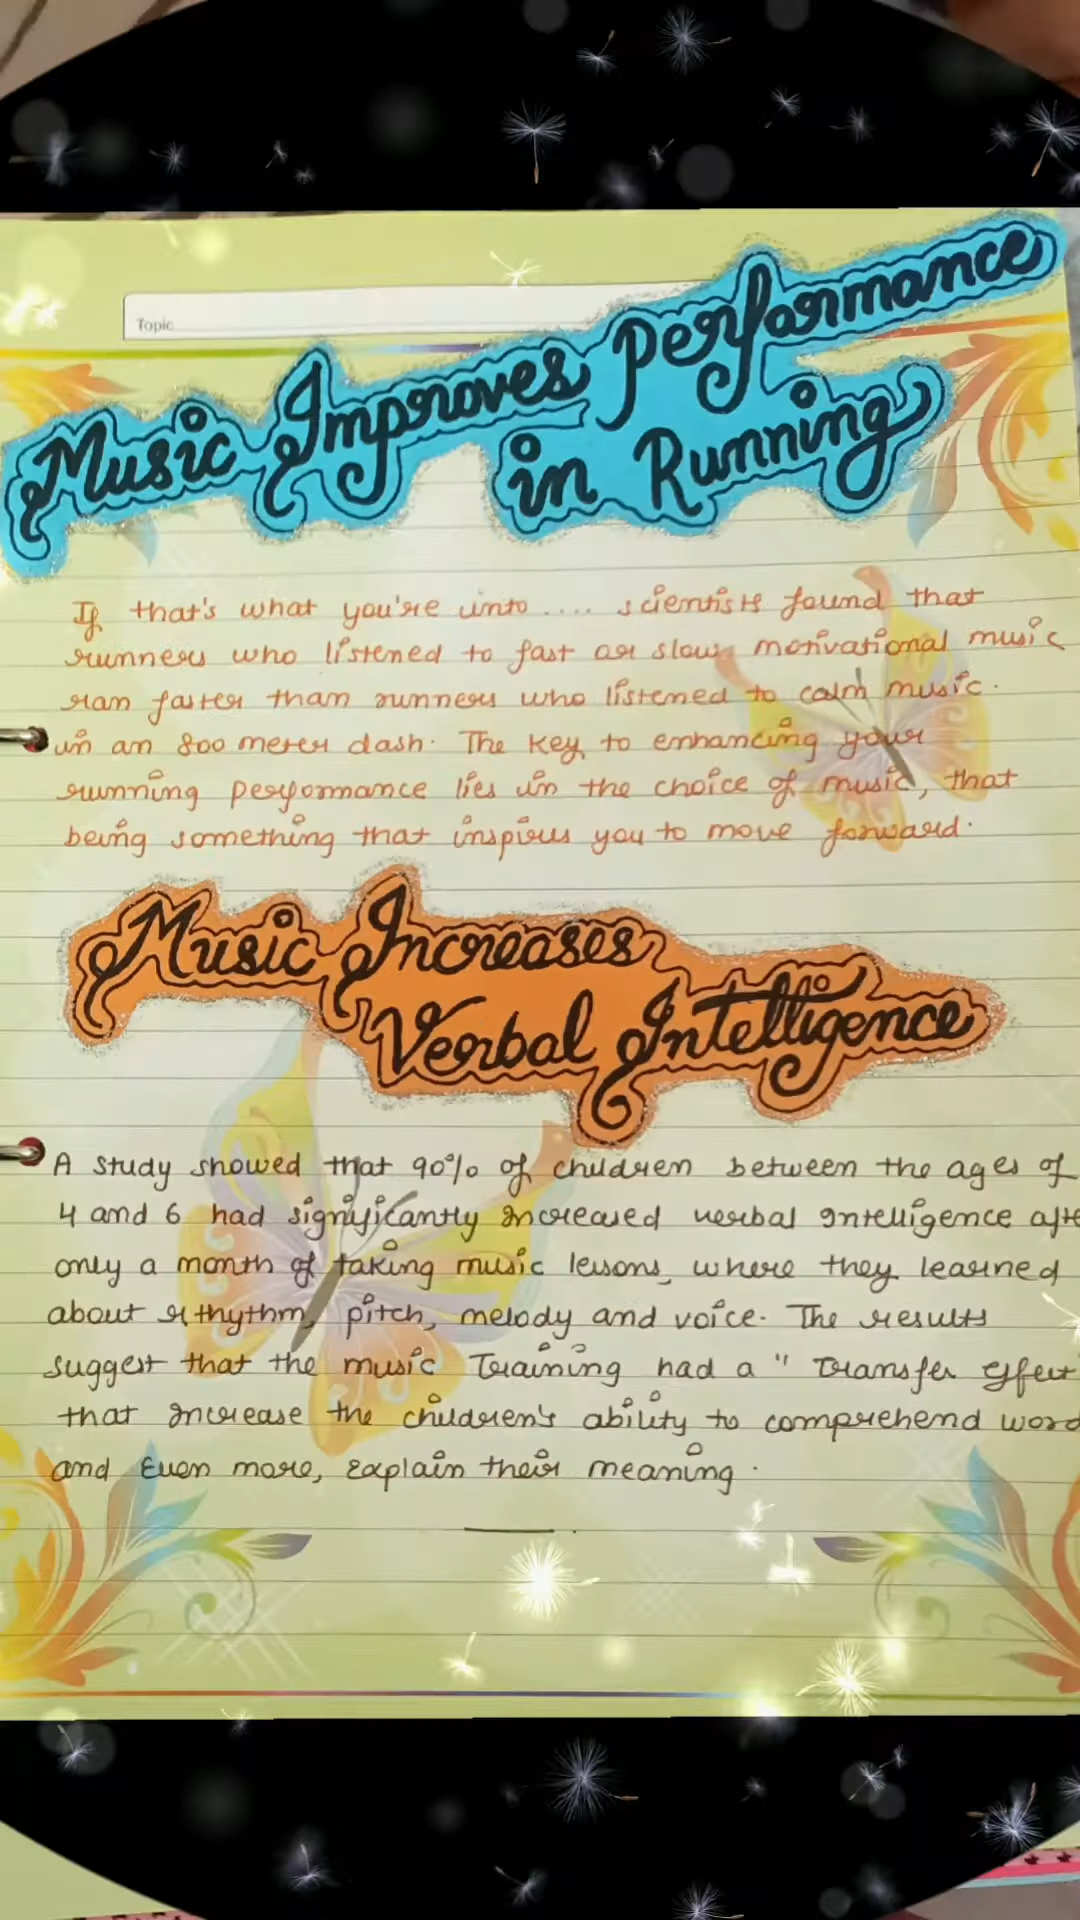 Topic
Music Improves Performance
in Running
If that's what you're into .... scientists found that
runners who listened to fast or slow motivational music
ran faster than runners who listened to calm music.
in an 800 meter dash. The key to enhancing your
running performance lies in the choice of music, that
being something that inspires you to move forward.
Music Increases
Verbal Intelligence
A study showed that 90% of children between the ages of
4 and 6 had significantly increased verbal intelligence afte
only a month of taking music lessons, where they learned
about rthythm, pitch, melody and voice. The results
suggest that the music Training had a " Transfer effect
that increase the children's ability to comprehend word
and Even more, explain their meaning.